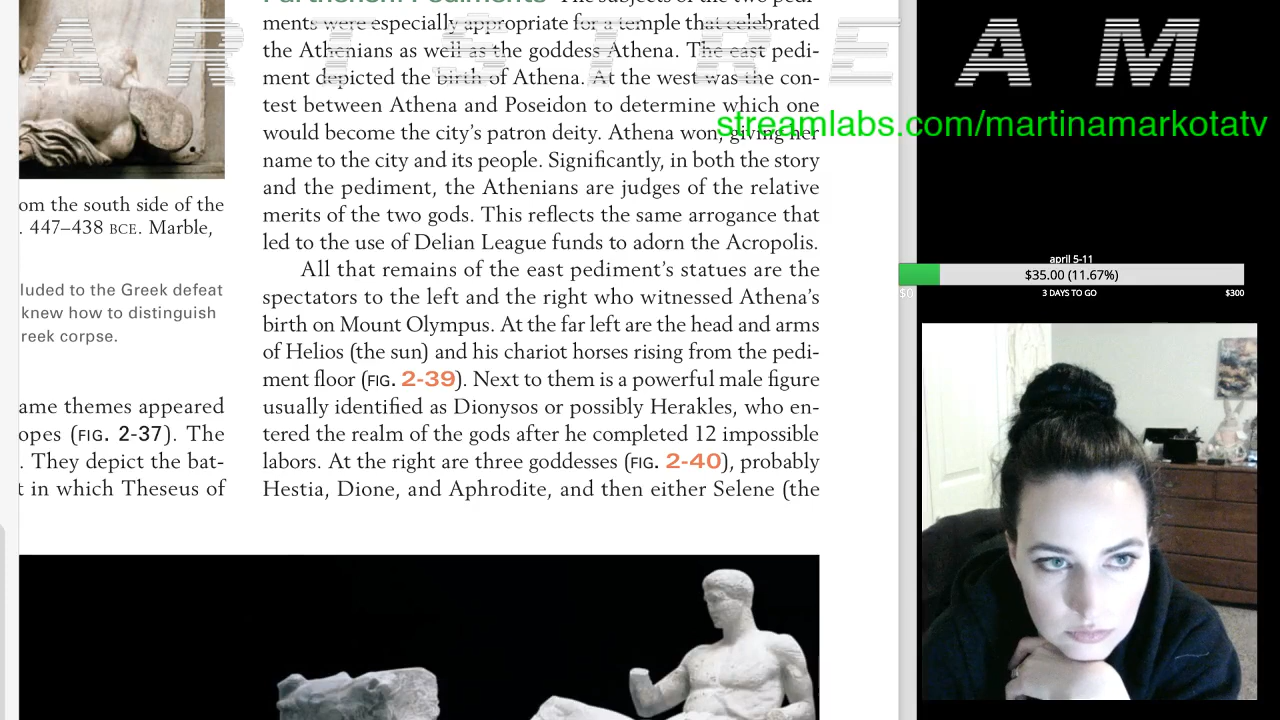 ART STREAM
streamlabs.com/martinamarkotatv
Parthenon: Pediments The subjects of the two pedi-
ments were especially appropriate for a temple that celebrated
the Athenians as well as the goddess Athena. The east pedi-
ment depicted the birth of Athena. At the west was the con-
test between Athena and Poseidon to determine which one
would become the city’s patron deity. Athena won, giving her
name to the city and its people. Significantly, in both the story
and the pediment, the Athenians are judges of the relative
merits of the two gods. This reflects the same arrogance that
led to the use of Delian League funds to adorn the Acropolis.
All that remains of the east pediment’s statues are the
spectators to the left and the right who witnessed Athena’s
birth on Mount Olympus. At the far left are the head and arms
of Helios (the sun) and his chariot horses rising from the pedi-
ment floor (FIG. 2-39). Next to them is a powerful male figure
usually identified as Dionysos or possibly Herakles, who en-
tered the realm of the gods after he completed 12 impossible
labors. At the right are three goddesses (FIG. 2-40), probably
Hestia, Dione, and Aphrodite, and then either Selene (the
om the south side of the
. 447–438 BCE. Marble,
luded to the Greek defeat
knew how to distinguish
reek corpse.
ame themes appeared
opes (FIG. 2-37). The
. They depict the bat-
t in which Theseus of
april 5-11
$35.00 (11.67%)
$0 3 DAYS TO GO $300